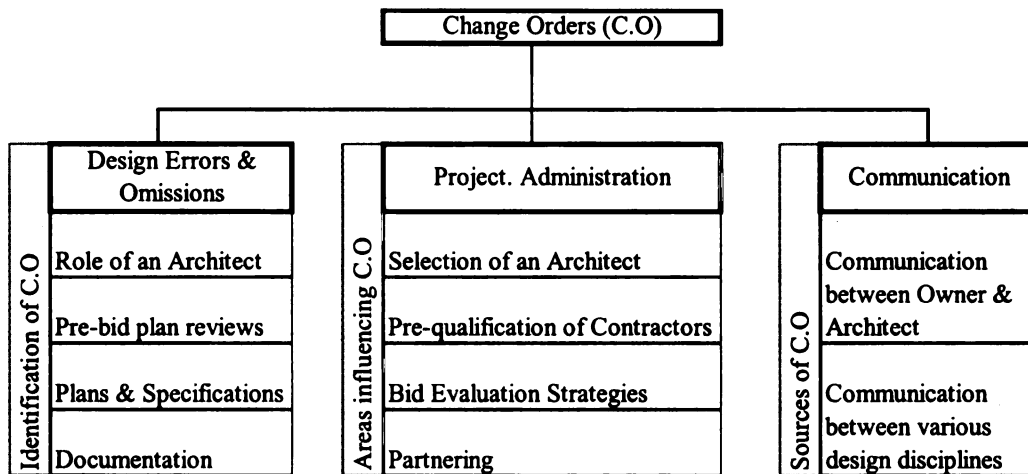 Change Orders (C.O)
Identification of C.O
Design Errors &
Omissions
Role of an Architect
Pre-bid plan reviews
Plans & Specifications
Documentation
Areas influencing C.O
Project. Administration
Selection of an Architect
Pre-qualification of Contractors
Bid Evaluation Strategies
Partnering
Sources of C.O
Communication
Communication
between Owner &
Architect
Communication
between various
design disciplines